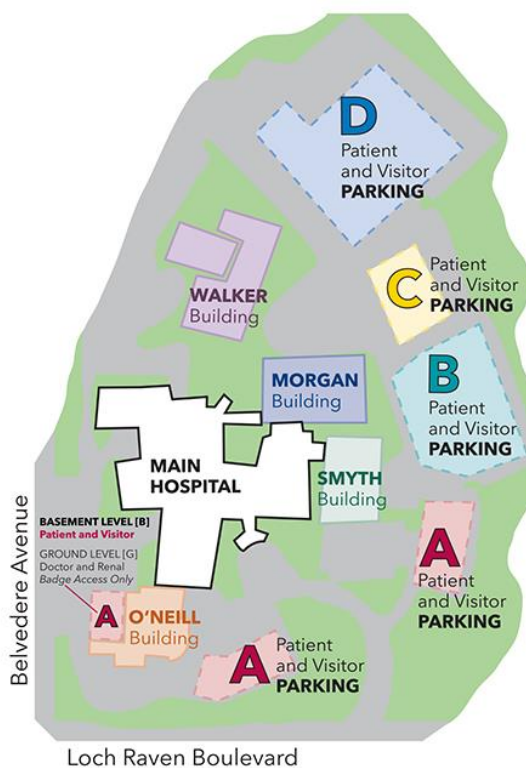 D
Patient
and Visitor
PARKING
C
Patient
and Visitor
PARKING
WALKER
Building
B
Patient
and Visitor
PARKING
MORGAN
Building
MAIN
HOSPITAL
SMYTH
Building
BASEMENT LEVEL [B]
Patient and Visitor
GROUND LEVEL [G]
Doctor and Renal
Badge Access Only
A
O'NEILL
Building
A
Patient
and Visitor
PARKING
A
Patient
and Visitor
PARKING
Belvedere Avenue
Loch Raven Boulevard